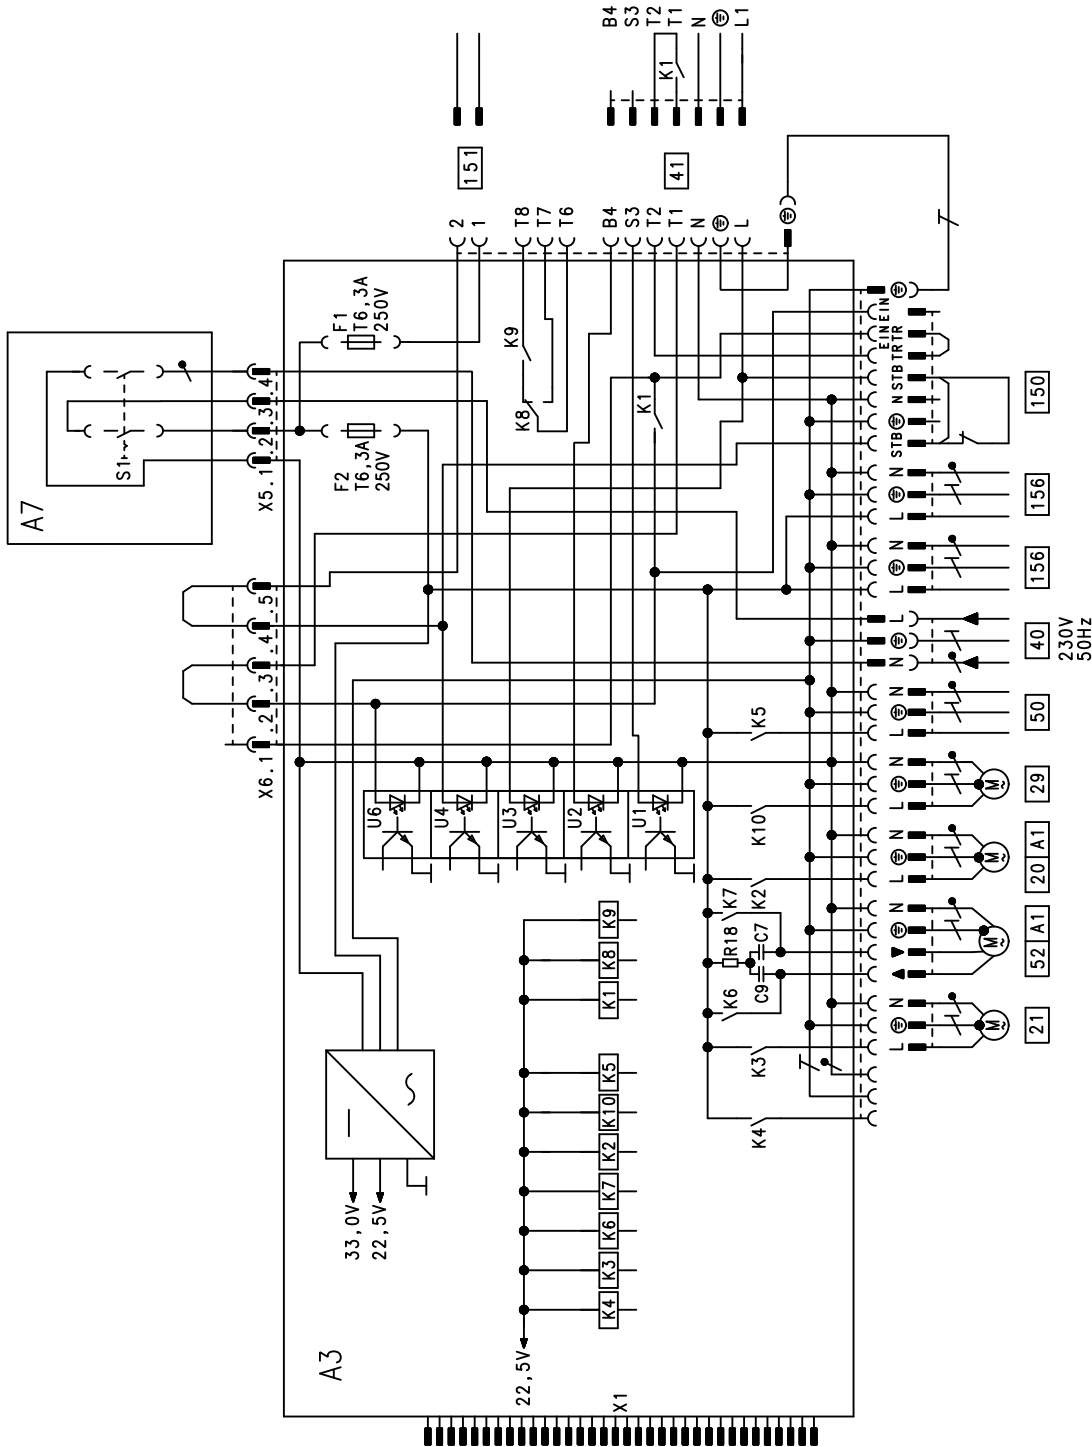 A7
S1
X5.1 .2 .3 .4
X6.1 .2 .3 .4 .5
A3
F1
T6,3A
250V
F2
T6,3A
250V
33,0V
22,5V
U6
U4
U3
U2
U1
2
1
151
T8
T7
T6
K9
K8
B4
S3
T2
T1
N
L
41
B4
S3
T2
T1
N
L1
K1
K1
22,5V
K4 K3 K6 K7 K2 K10 K5 K1 K8 K9
X1
K4
K3
K6
C9
C7
R18
K7
K2
K10
K5
L N
N
L N
L N
L N
N L
L N
L N
STB N STB TR TR EIN EIN
M~
M~
M~
M~
21
52 A1
20 A1
29
50
40
230V
50Hz
156
156
150